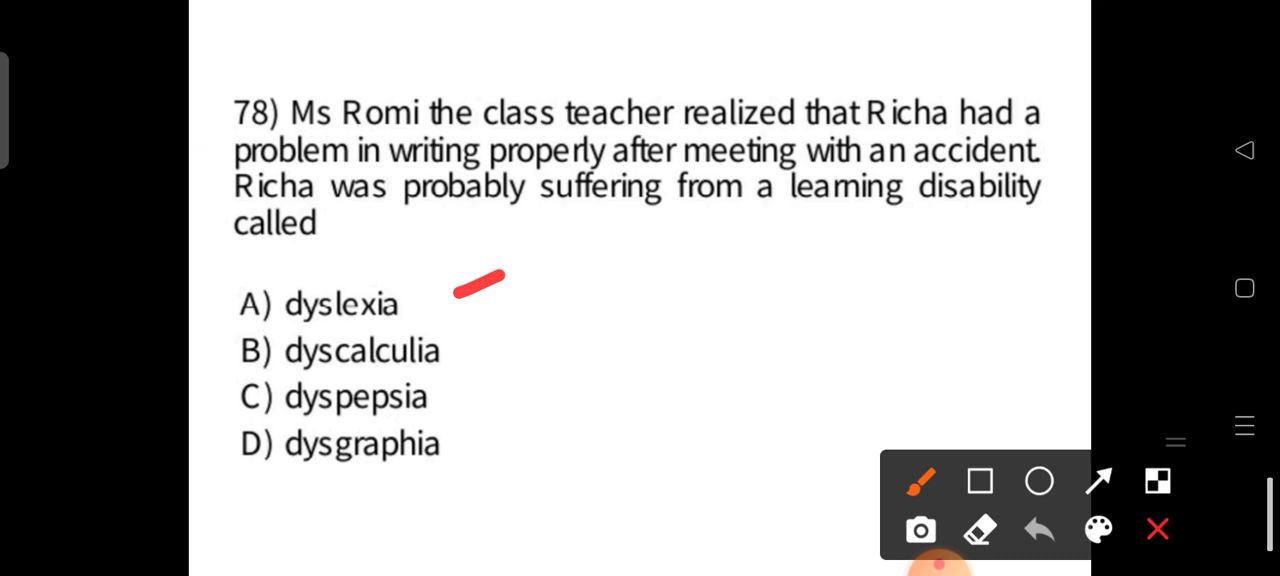 78) Ms Romi the class teacher realized that Richa had a
problem in writing properly after meeting with an accident.
Richa was probably suffering from a learning disability
called
A) dyslexia
B) dyscalculia
C) dyspepsia
D) dysgraphia